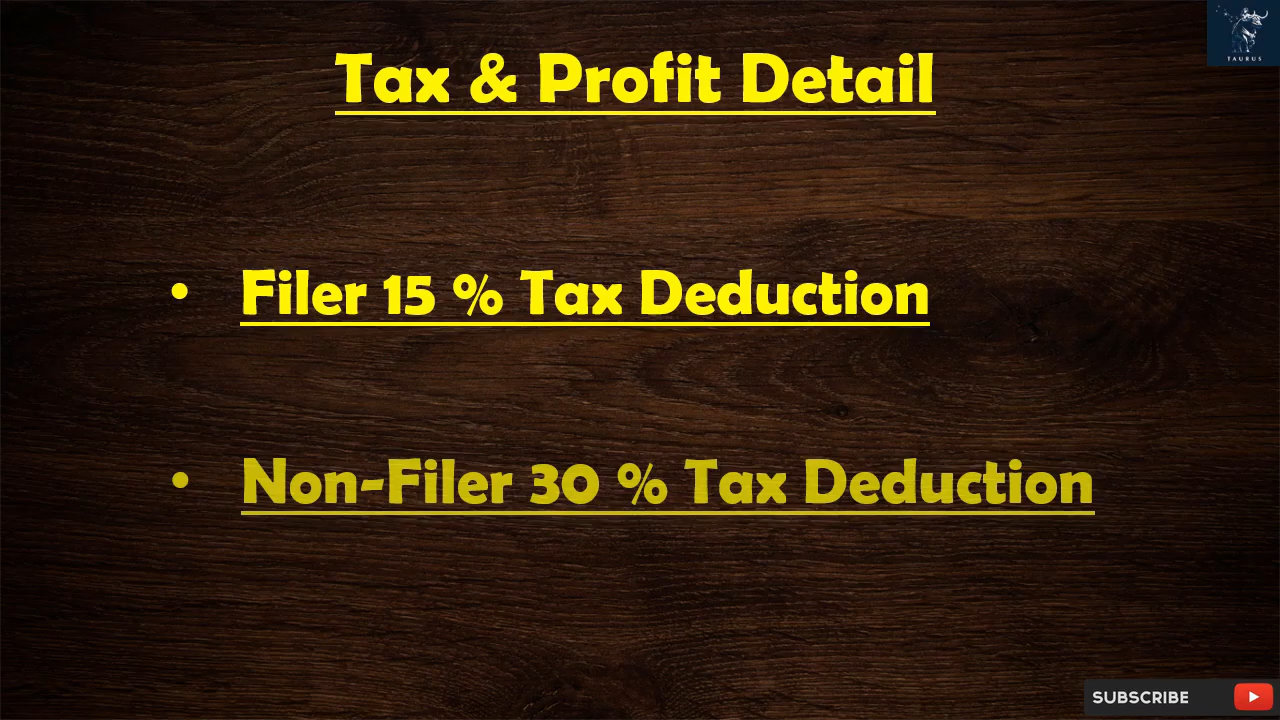 TAURUS
Tax & Profit Detail
• Filer 15 % Tax Deduction
• Non-Filer 30 % Tax Deduction
SUBSCRIBE